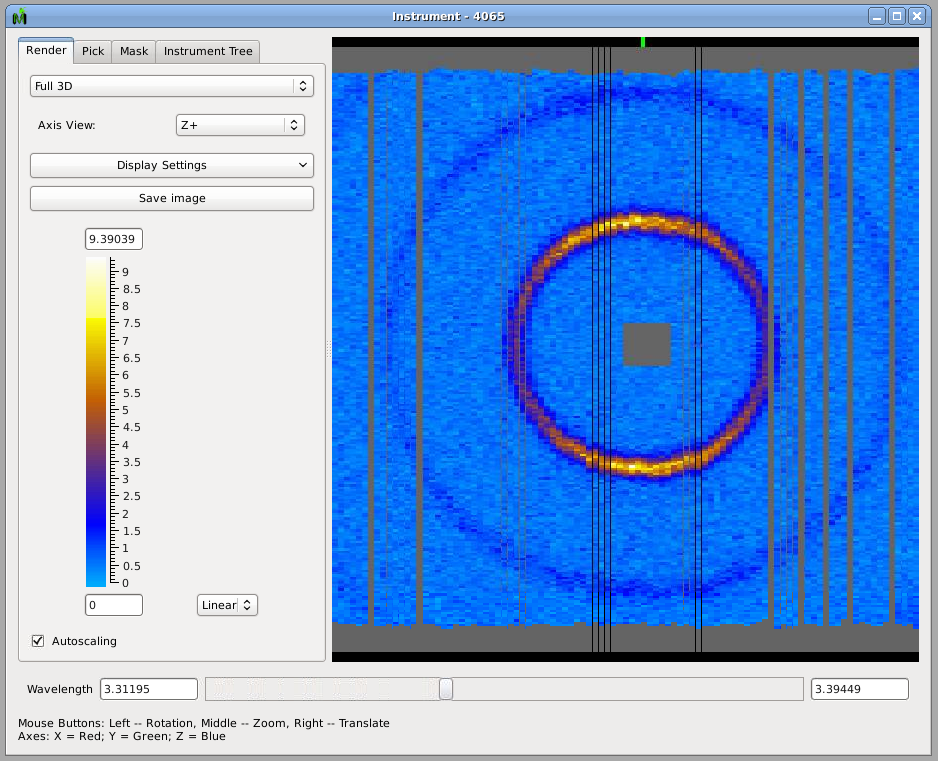 Instrument - 4065
Render Pick Mask Instrument Tree
Full 3D
Axis View: Z+
Display Settings
Save image
9.39039
9
8.5
8
7.5
7
6.5
6
5.5
5
4.5
4
3.5
3
2.5
2
1.5
1
0.5
0
0 Linear
Autoscaling
Wavelength 3.31195 3.39449
Mouse Buttons: Left -- Rotation, Middle -- Zoom, Right -- Translate
Axes: X = Red; Y = Green; Z = Blue